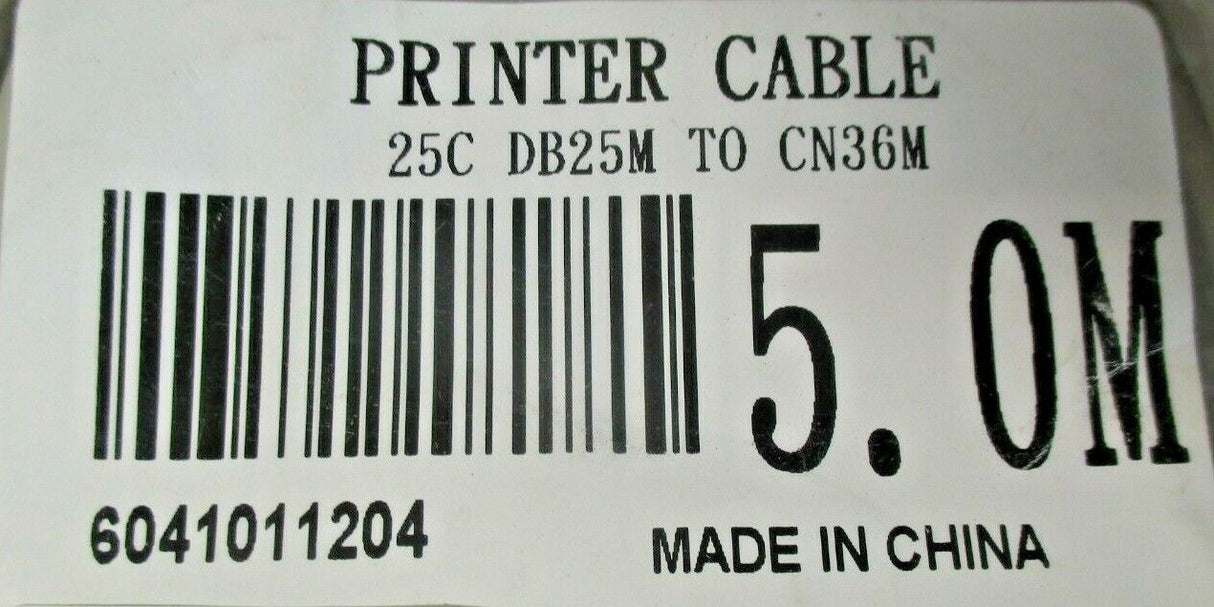 PRINTER CABLE
25C DB25M TO CN36M
5.0M
6041011204
MADE IN CHINA